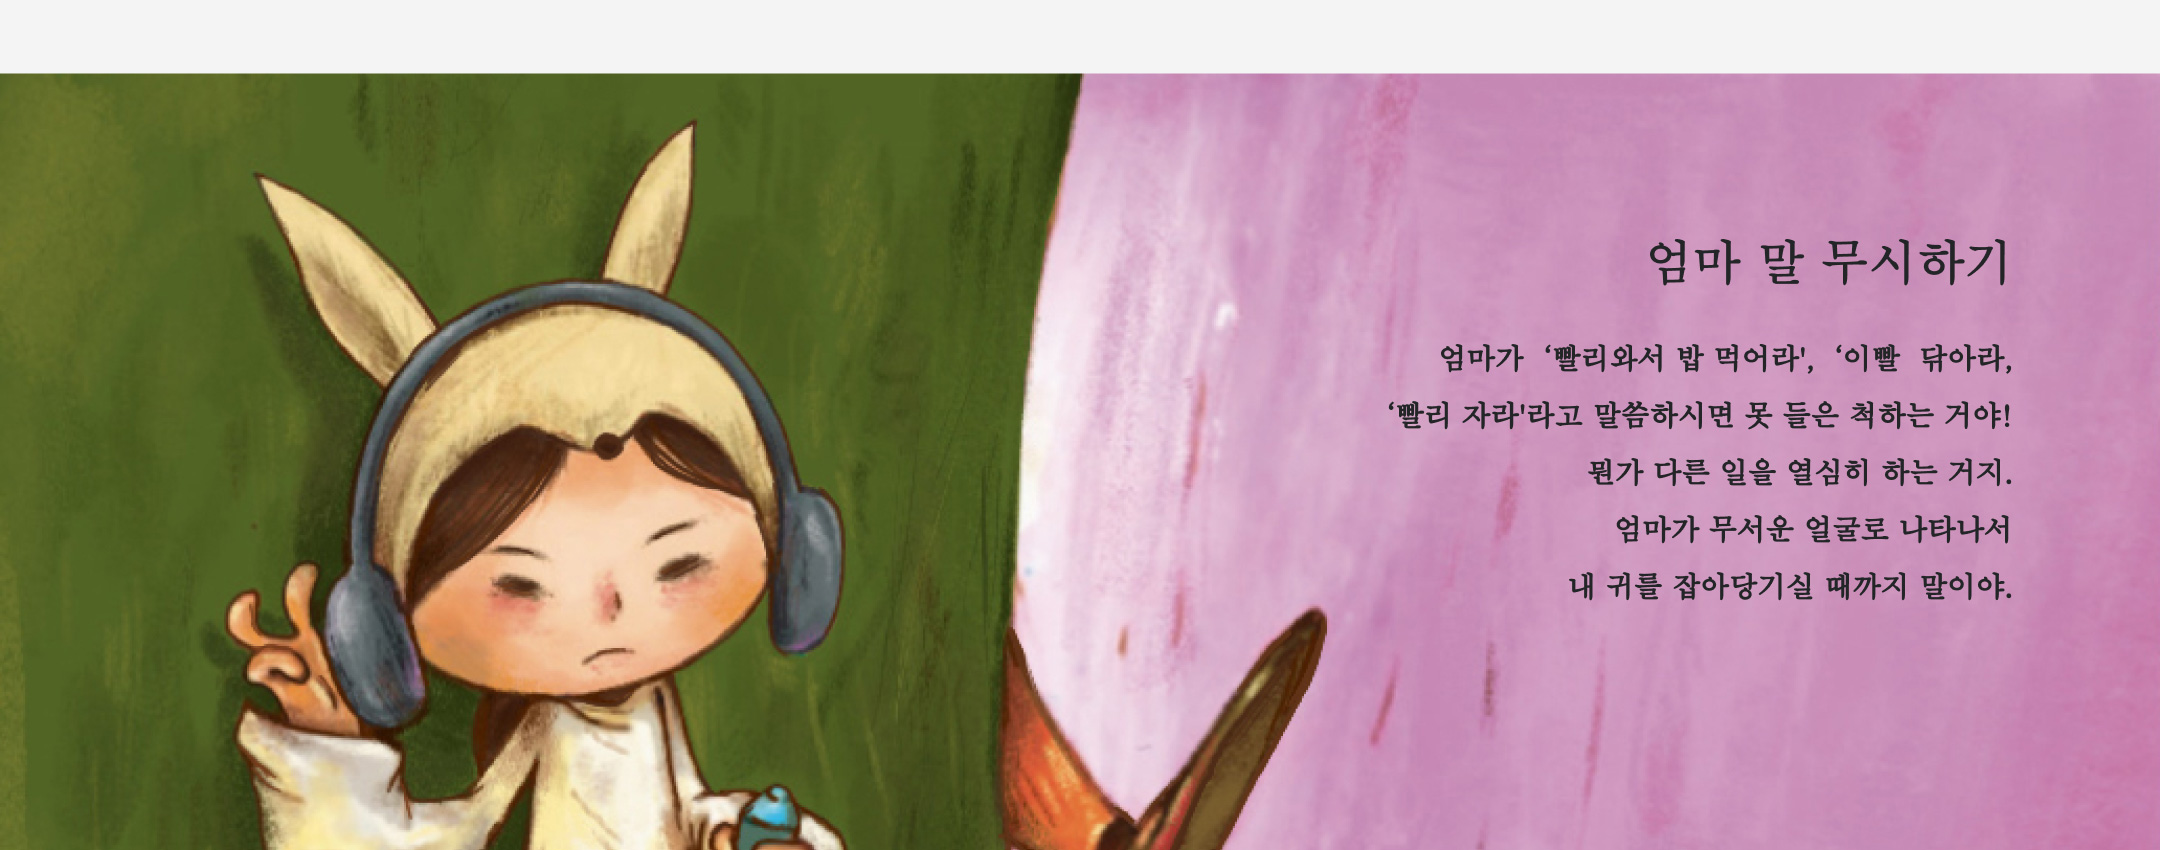 엄마 말 무시하기
엄마가 ‘빨리와서 밥 먹어라', ‘이빨 닦아라,
‘빨리 자라'라고 말씀하시면 못 들은 척하는 거야!
뭔가 다른 일을 열심히 하는 거지.
엄마가 무서운 얼굴로 나타나서
내 귀를 잡아당기실 때까지 말이야.